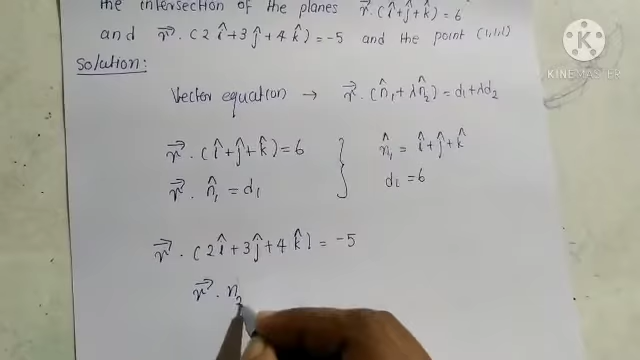 the intersection of the planes r⃗ . (î+ĵ+k̂) = 6
and r⃗ . (2î+3ĵ+4k̂) = -5 and the point (1,1,1)
Solution:
Vector equation → r⃗ . (n̂₁ + λn̂₂) = d₁+λd₂
r⃗ . (î+ĵ+k̂) = 6
n̂₁ = î+ĵ+k̂
r⃗ . n̂₁ = d₁
d₁ = 6
r⃗ . (2î+3ĵ+4k̂) = -5
r⃗ . n₂
KINEMASTER